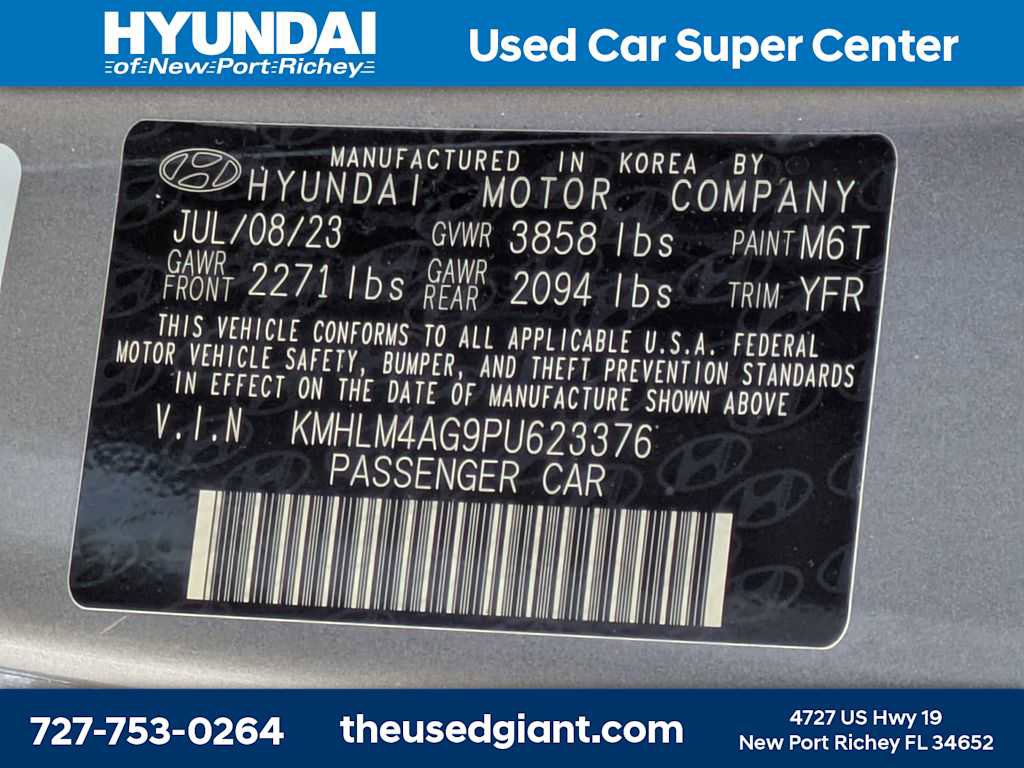 HYUNDAI
of New Port Richey
Used Car Super Center
MANUFACTURED IN KOREA BY
HYUNDAI MOTOR COMPANY
JUL/08/23 GVWR 3858 lbs PAINT M6T
GAWR FRONT 2271 lbs GAWR REAR 2094 lbs TRIM YFR
THIS VEHICLE CONFORMS TO ALL APPLICABLE U.S.A. FEDERAL
MOTOR VEHICLE SAFETY, BUMPER, AND THEFT PREVENTION STANDARDS
IN EFFECT ON THE DATE OF MANUFACTURE SHOWN ABOVE
V.I.N KMHLM4AG9PU623376
PASSENGER CAR
727-753-0264
theusedgiant.com
4727 US Hwy 19
New Port Richey FL 34652